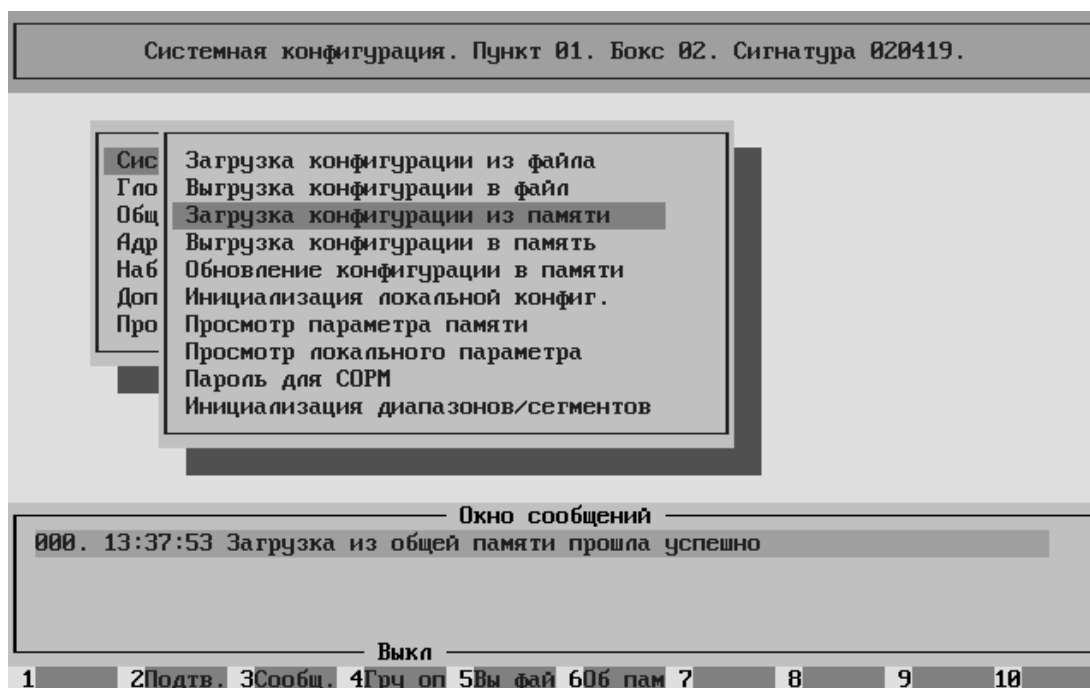 Системная конфигурация. Пункт 01. Бокс 02. Сигнатура 020419.
Сис
Гло
Общ
Адр
Наб
Доп
Про
Загрузка конфигурации из файла
Выгрузка конфигурации в файл
Загрузка конфигурации из памяти
Выгрузка конфигурации в память
Обновление конфигурации в памяти
Инициализация локальной конфиг.
Просмотр параметра памяти
Просмотр локального параметра
Пароль для СОРМ
Инициализация диапазонов/сегментов
Окно сообщений
000. 13:37:53 Загрузка из общей памяти прошла успешно
Выкл
1 2Подтв. 3Сообщ. 4Гру оп 5Вы фай 6Об пам 7 8 9 10